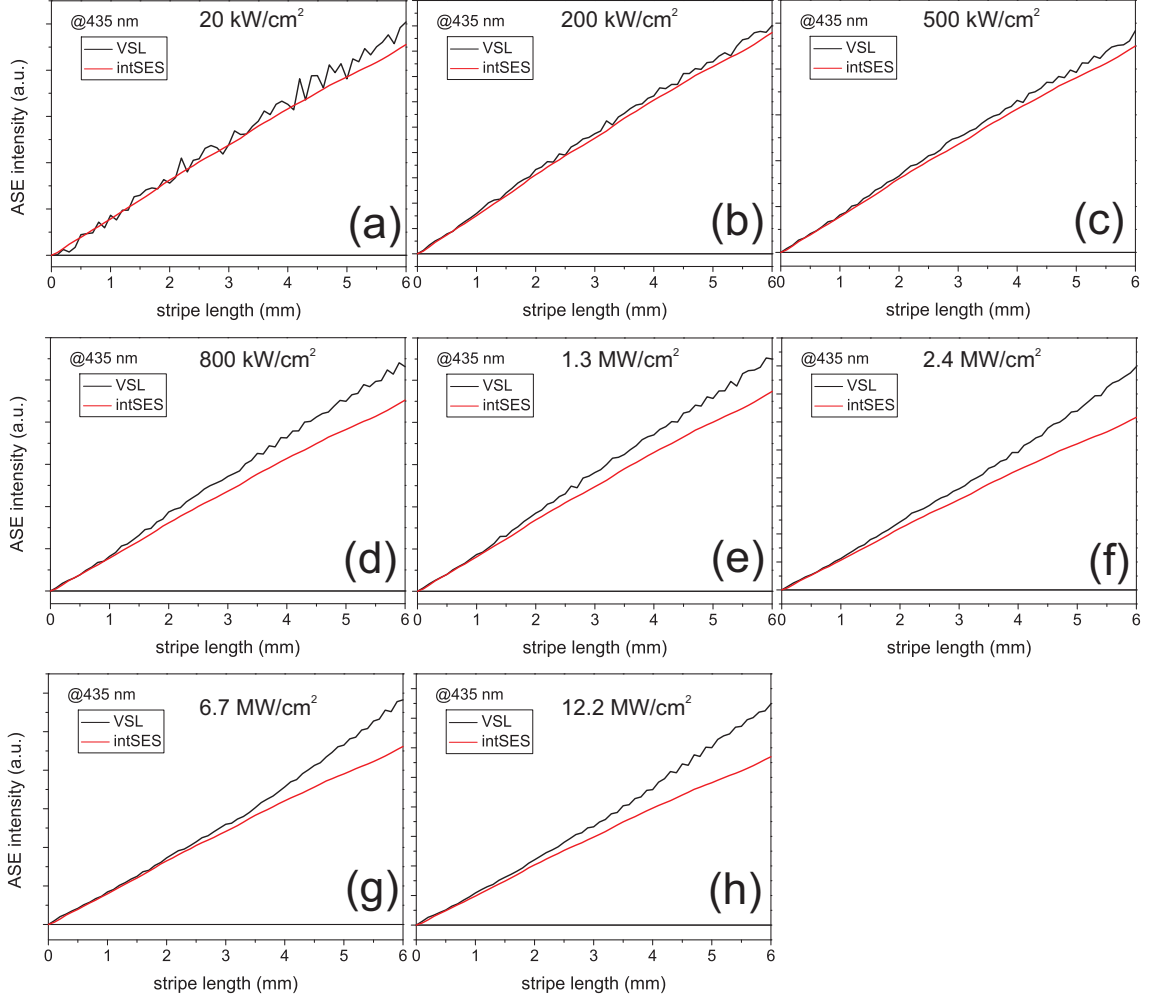 @435 nm 20 kW/cm²
VSL
intSES
(a)
ASE intensity (a.u.)
0 1 2 3 4 5 6
stripe length (mm)
@435 nm 200 kW/cm²
VSL
intSES
(b)
0 1 2 3 4 5 6
stripe length (mm)
@435 nm 500 kW/cm²
VSL
intSES
(c)
0 1 2 3 4 5 6
stripe length (mm)
@435 nm 800 kW/cm²
VSL
intSES
(d)
ASE intensity (a.u.)
0 1 2 3 4 5 6
stripe length (mm)
@435 nm 1.3 MW/cm²
VSL
intSES
(e)
0 1 2 3 4 5 6
stripe length (mm)
@435 nm 2.4 MW/cm²
VSL
intSES
(f)
0 1 2 3 4 5 6
stripe length (mm)
@435 nm 6.7 MW/cm²
VSL
intSES
(g)
ASE intensity (a.u.)
0 1 2 3 4 5 6
stripe length (mm)
@435 nm 12.2 MW/cm²
VSL
intSES
(h)
0 1 2 3 4 5 6
stripe length (mm)